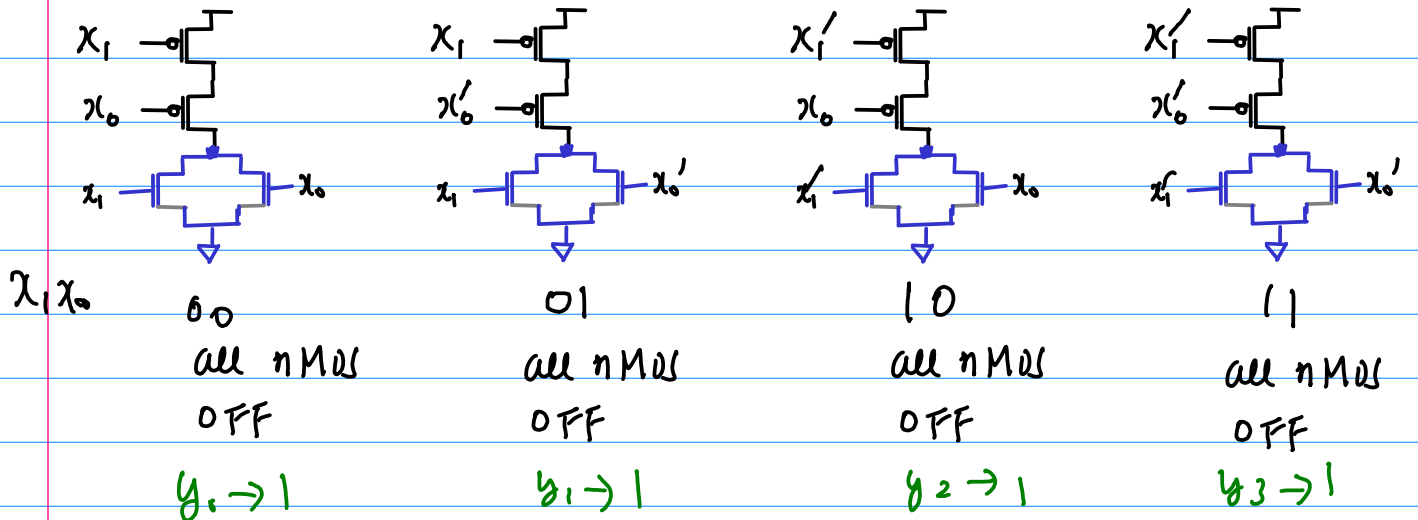 x₁ x₁ x₁′ x₁′
x₀ x₀′ x₀ x₀′
x₁ x₀ x₁ x₀′ x₁′ x₀ x₁′ x₀′
x₁x₀ 00 01 10 11
all nMOS all nMOS all nMOS all nMOS
OFF OFF OFF OFF
y₀ → 1 y₁ → 1 y₂ → 1 y₃ → 1